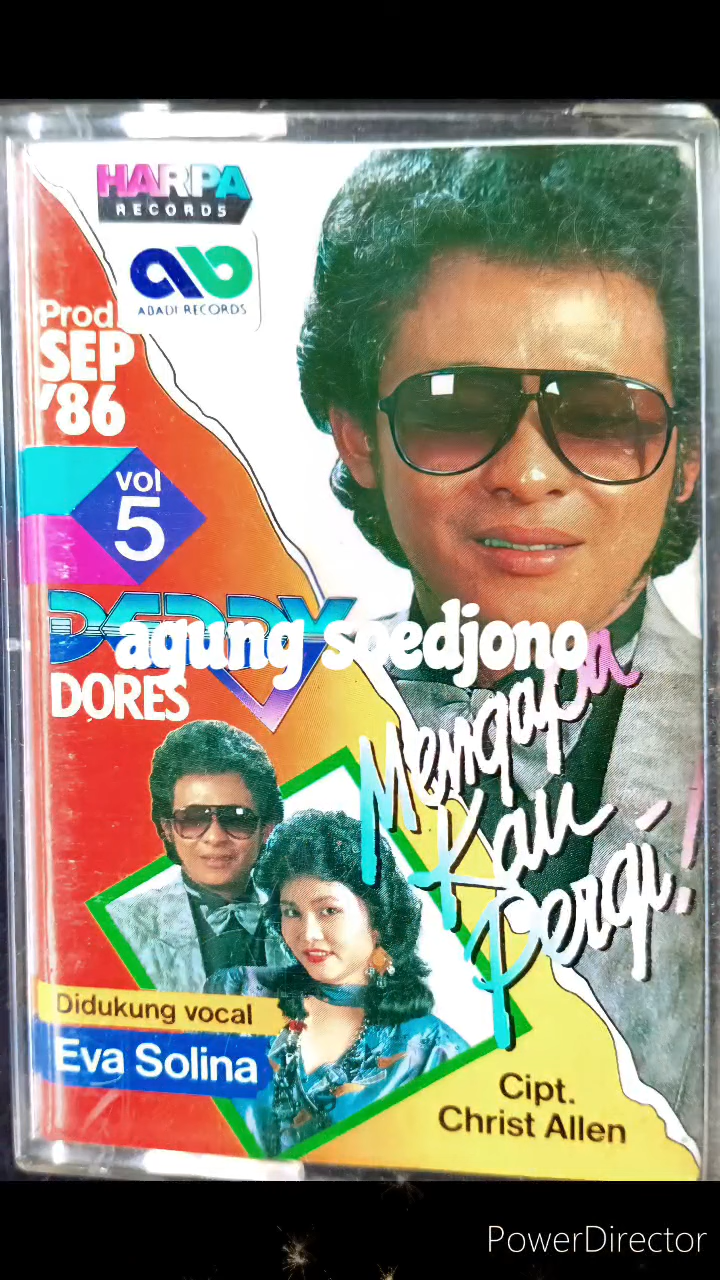 HARPA
RECORDS
ab
ABADI RECORDS
Prod
SEP
'86
vol
5
agung soedjono
DORES
Mengapa
Kau
Pergi!
Didukung vocal
Eva Solina
Cipt.
Christ Allen
PowerDirector